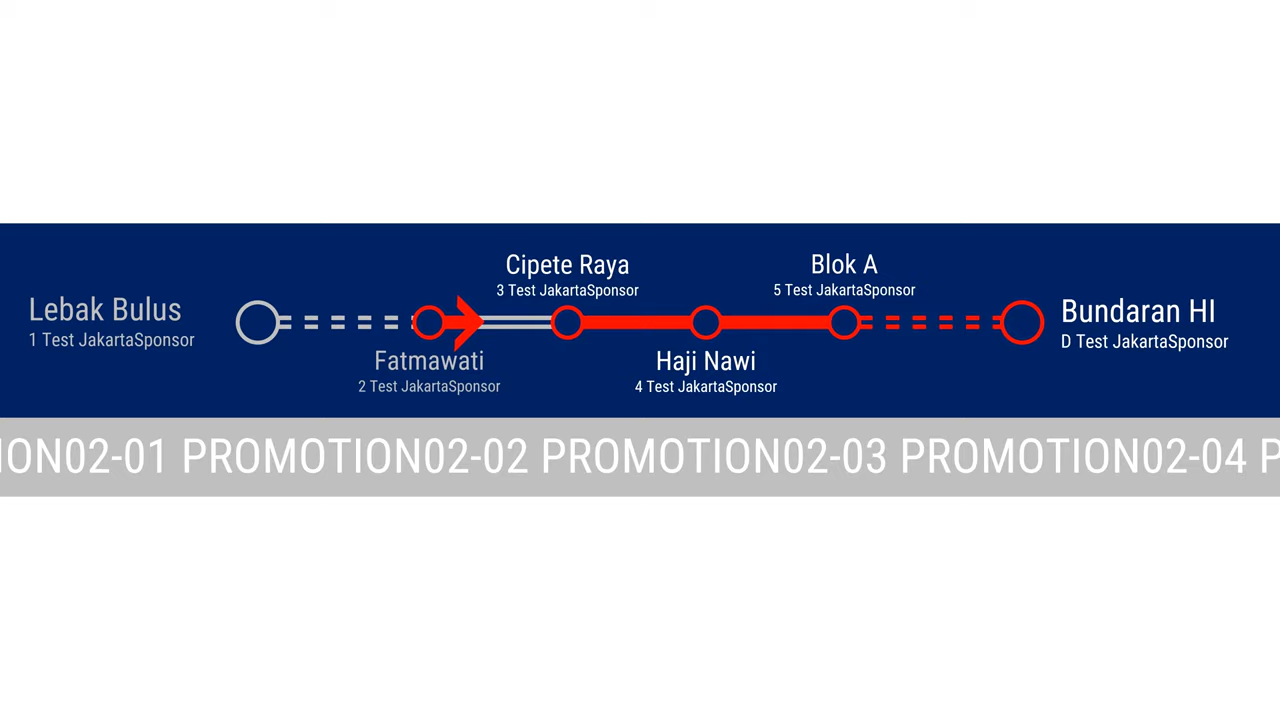 Lebak Bulus
1 Test JakartaSponsor
Fatmawati
2 Test JakartaSponsor
Cipete Raya
3 Test JakartaSponsor
Haji Nawi
4 Test JakartaSponsor
Blok A
5 Test JakartaSponsor
Bundaran HI
D Test JakartaSponsor
ION02-01 PROMOTION02-02 PROMOTION02-03 PROMOTION02-04 P